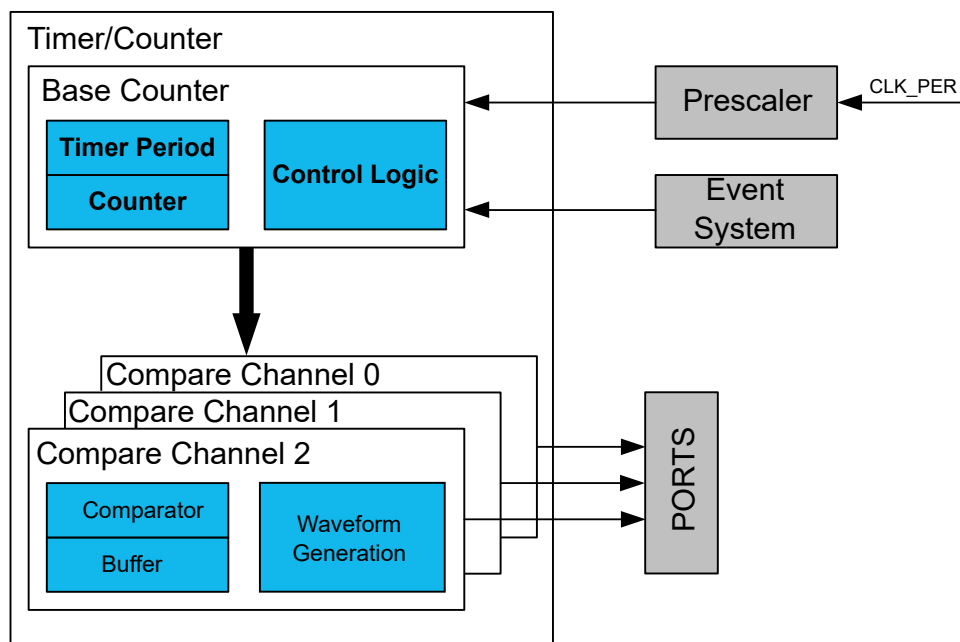 Timer/Counter
Base Counter
Timer Period
Counter
Control Logic
Prescaler
CLK_PER
Event
System
Compare Channel 0
Compare Channel 1
Compare Channel 2
Comparator
Buffer
Waveform
Generation
PORTS